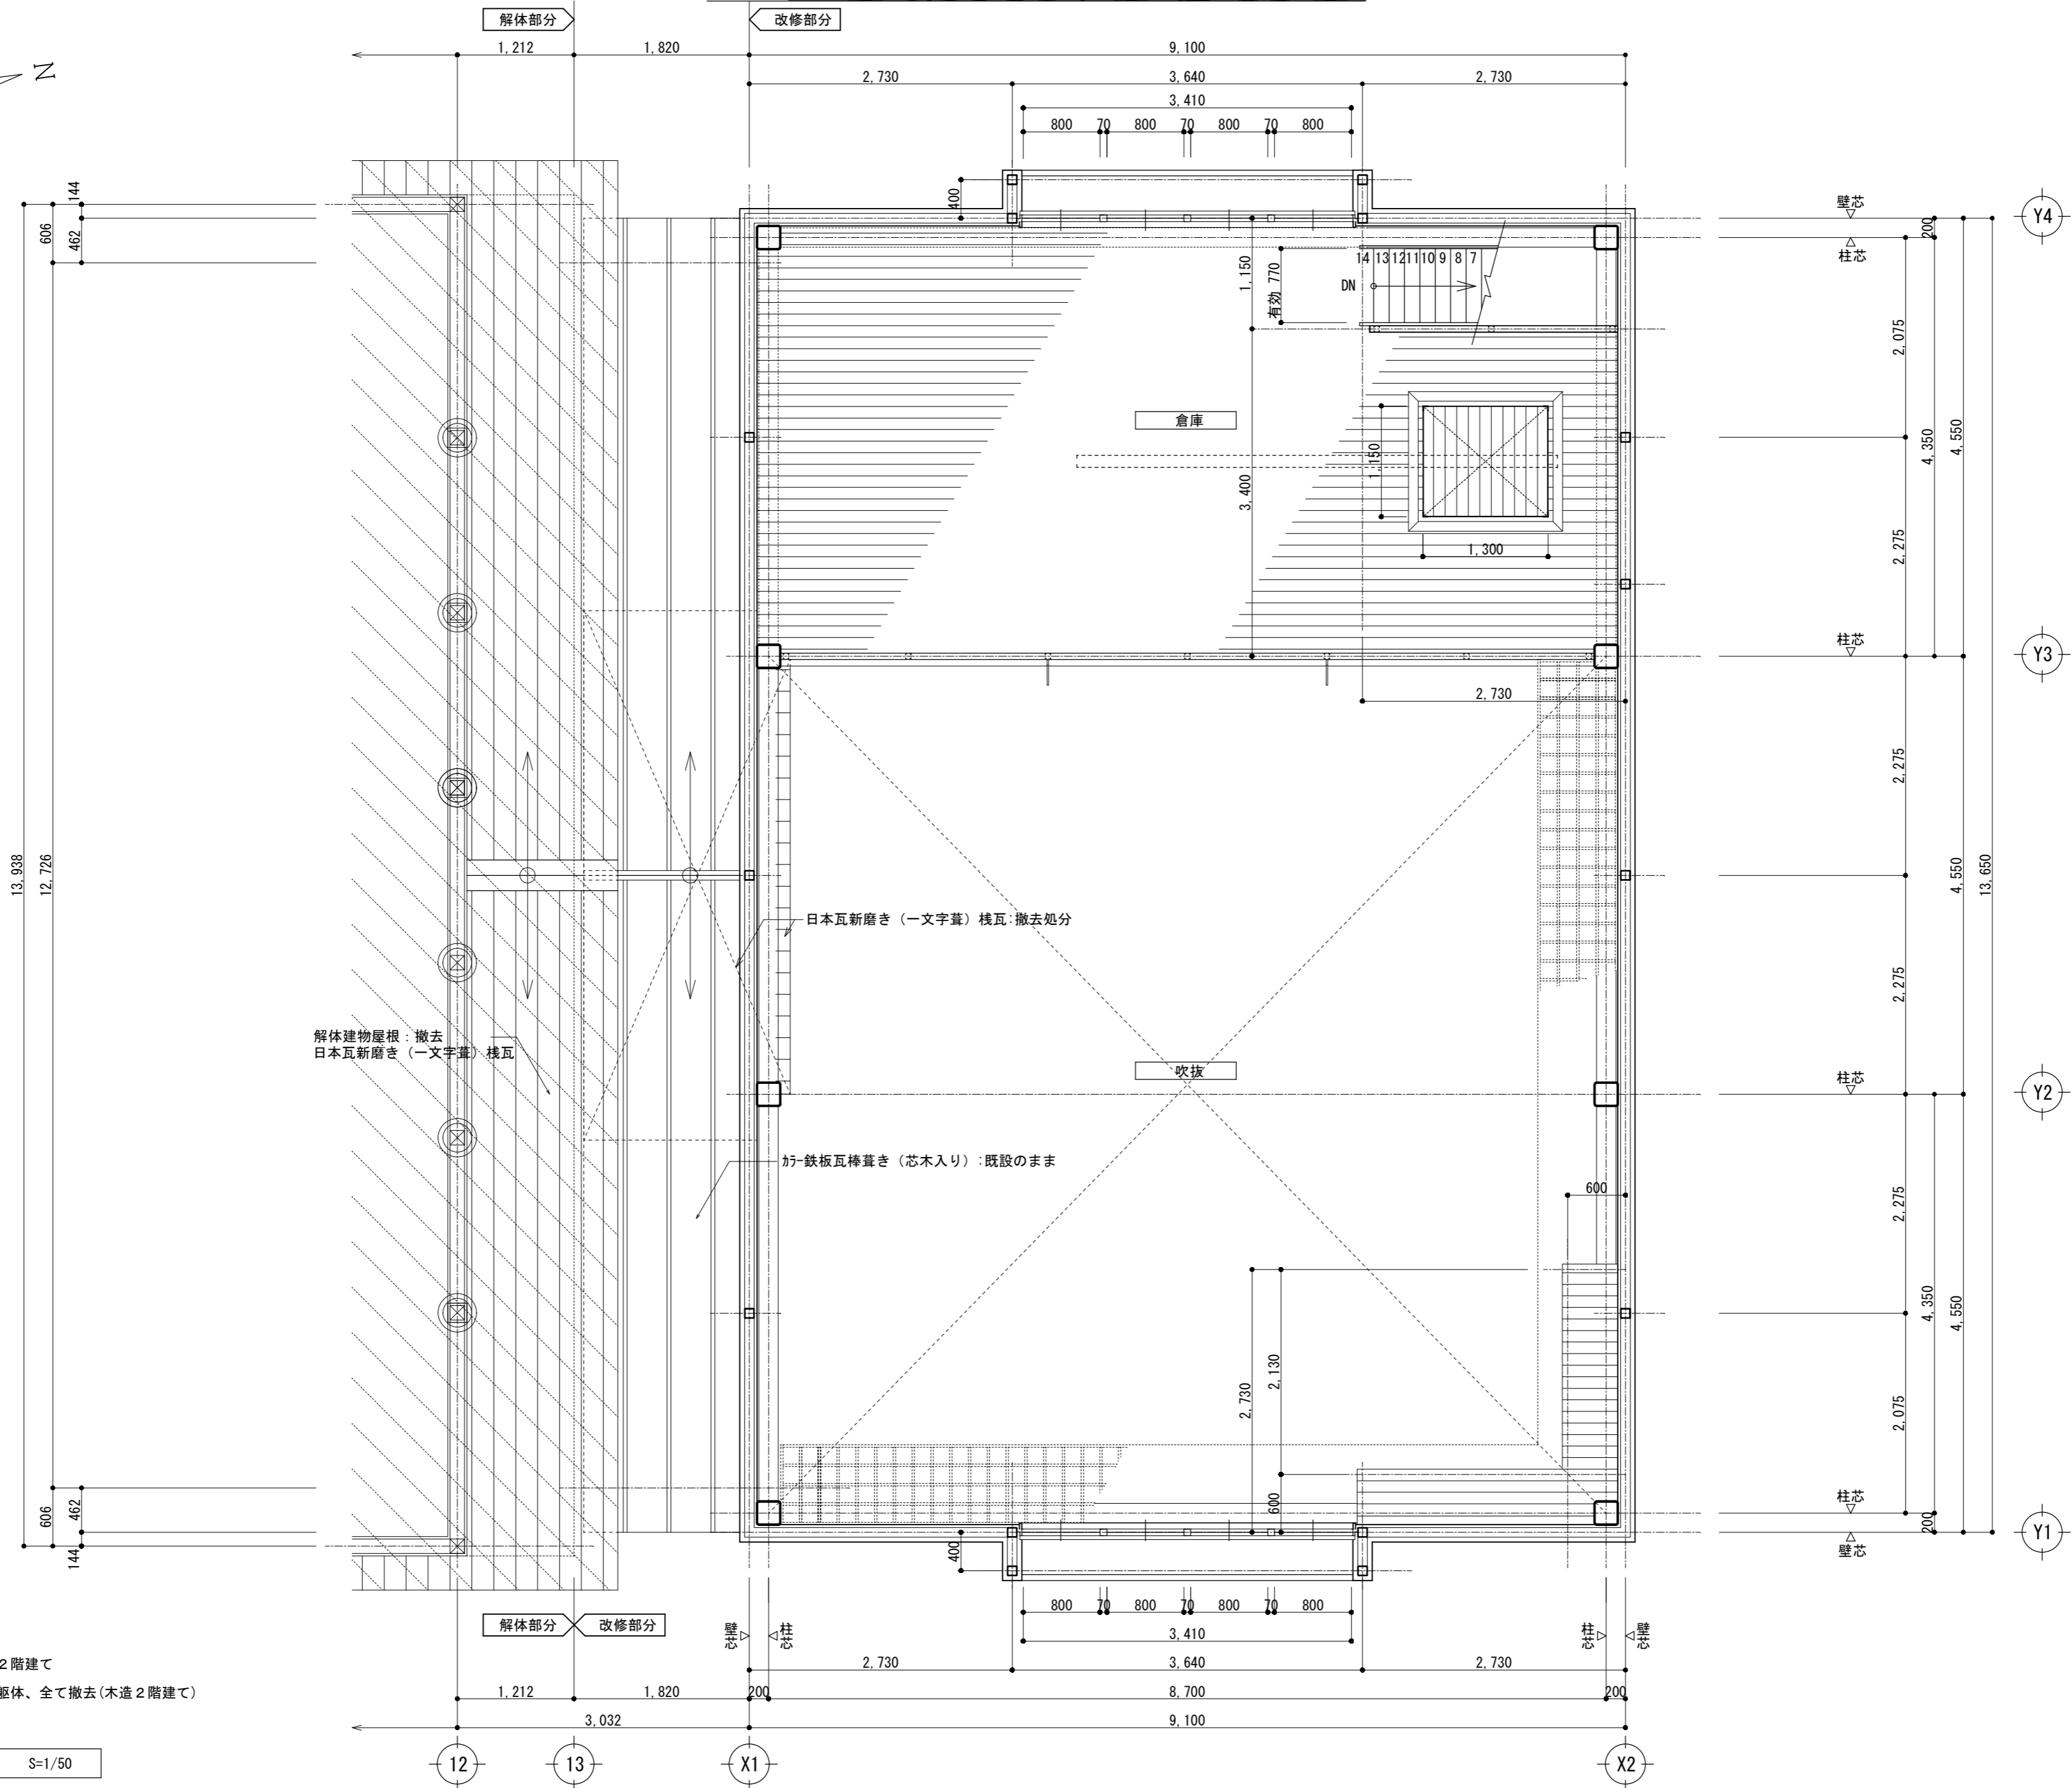 解体部分
改修部分
1,212
1,820
9,100
N
2,730
3,640
2,730
3,410
800
70
800
70
800
70
800
144
606
462
400
壁芯
200
柱芯
Y4
14 13 12 11 10 9 8 7
DN
1,150
有効 770
2,075
倉庫
1,150
3,400
4,350
4,550
1,300
2,275
柱芯
Y3
2,730
2,275
13,938
12,726
4,550
13,650
日本瓦新磨き（一文字葺）桟瓦:撤去処分
2,275
解体建物屋根：撤去
日本瓦新磨き（一文字葺）桟瓦
吹抜
柱芯
Y2
ｶﾗｰ鉄板瓦棒葺き（芯木入り）:既設のまま
600
2,275
4,350
4,550
2,130
2,730
2,075
606
462
144
600
柱芯
200
壁芯
Y1
400
800
70
800
70
800
70
800
解体部分
改修部分
壁芯
柱芯
柱芯
壁芯
3,410
2,730
3,640
2,730
２階建て
躯体、全て撤去(木造２階建て)
1,212
1,820
200
8,700
200
3,032
9,100
S=1/50
12
13
X1
X2